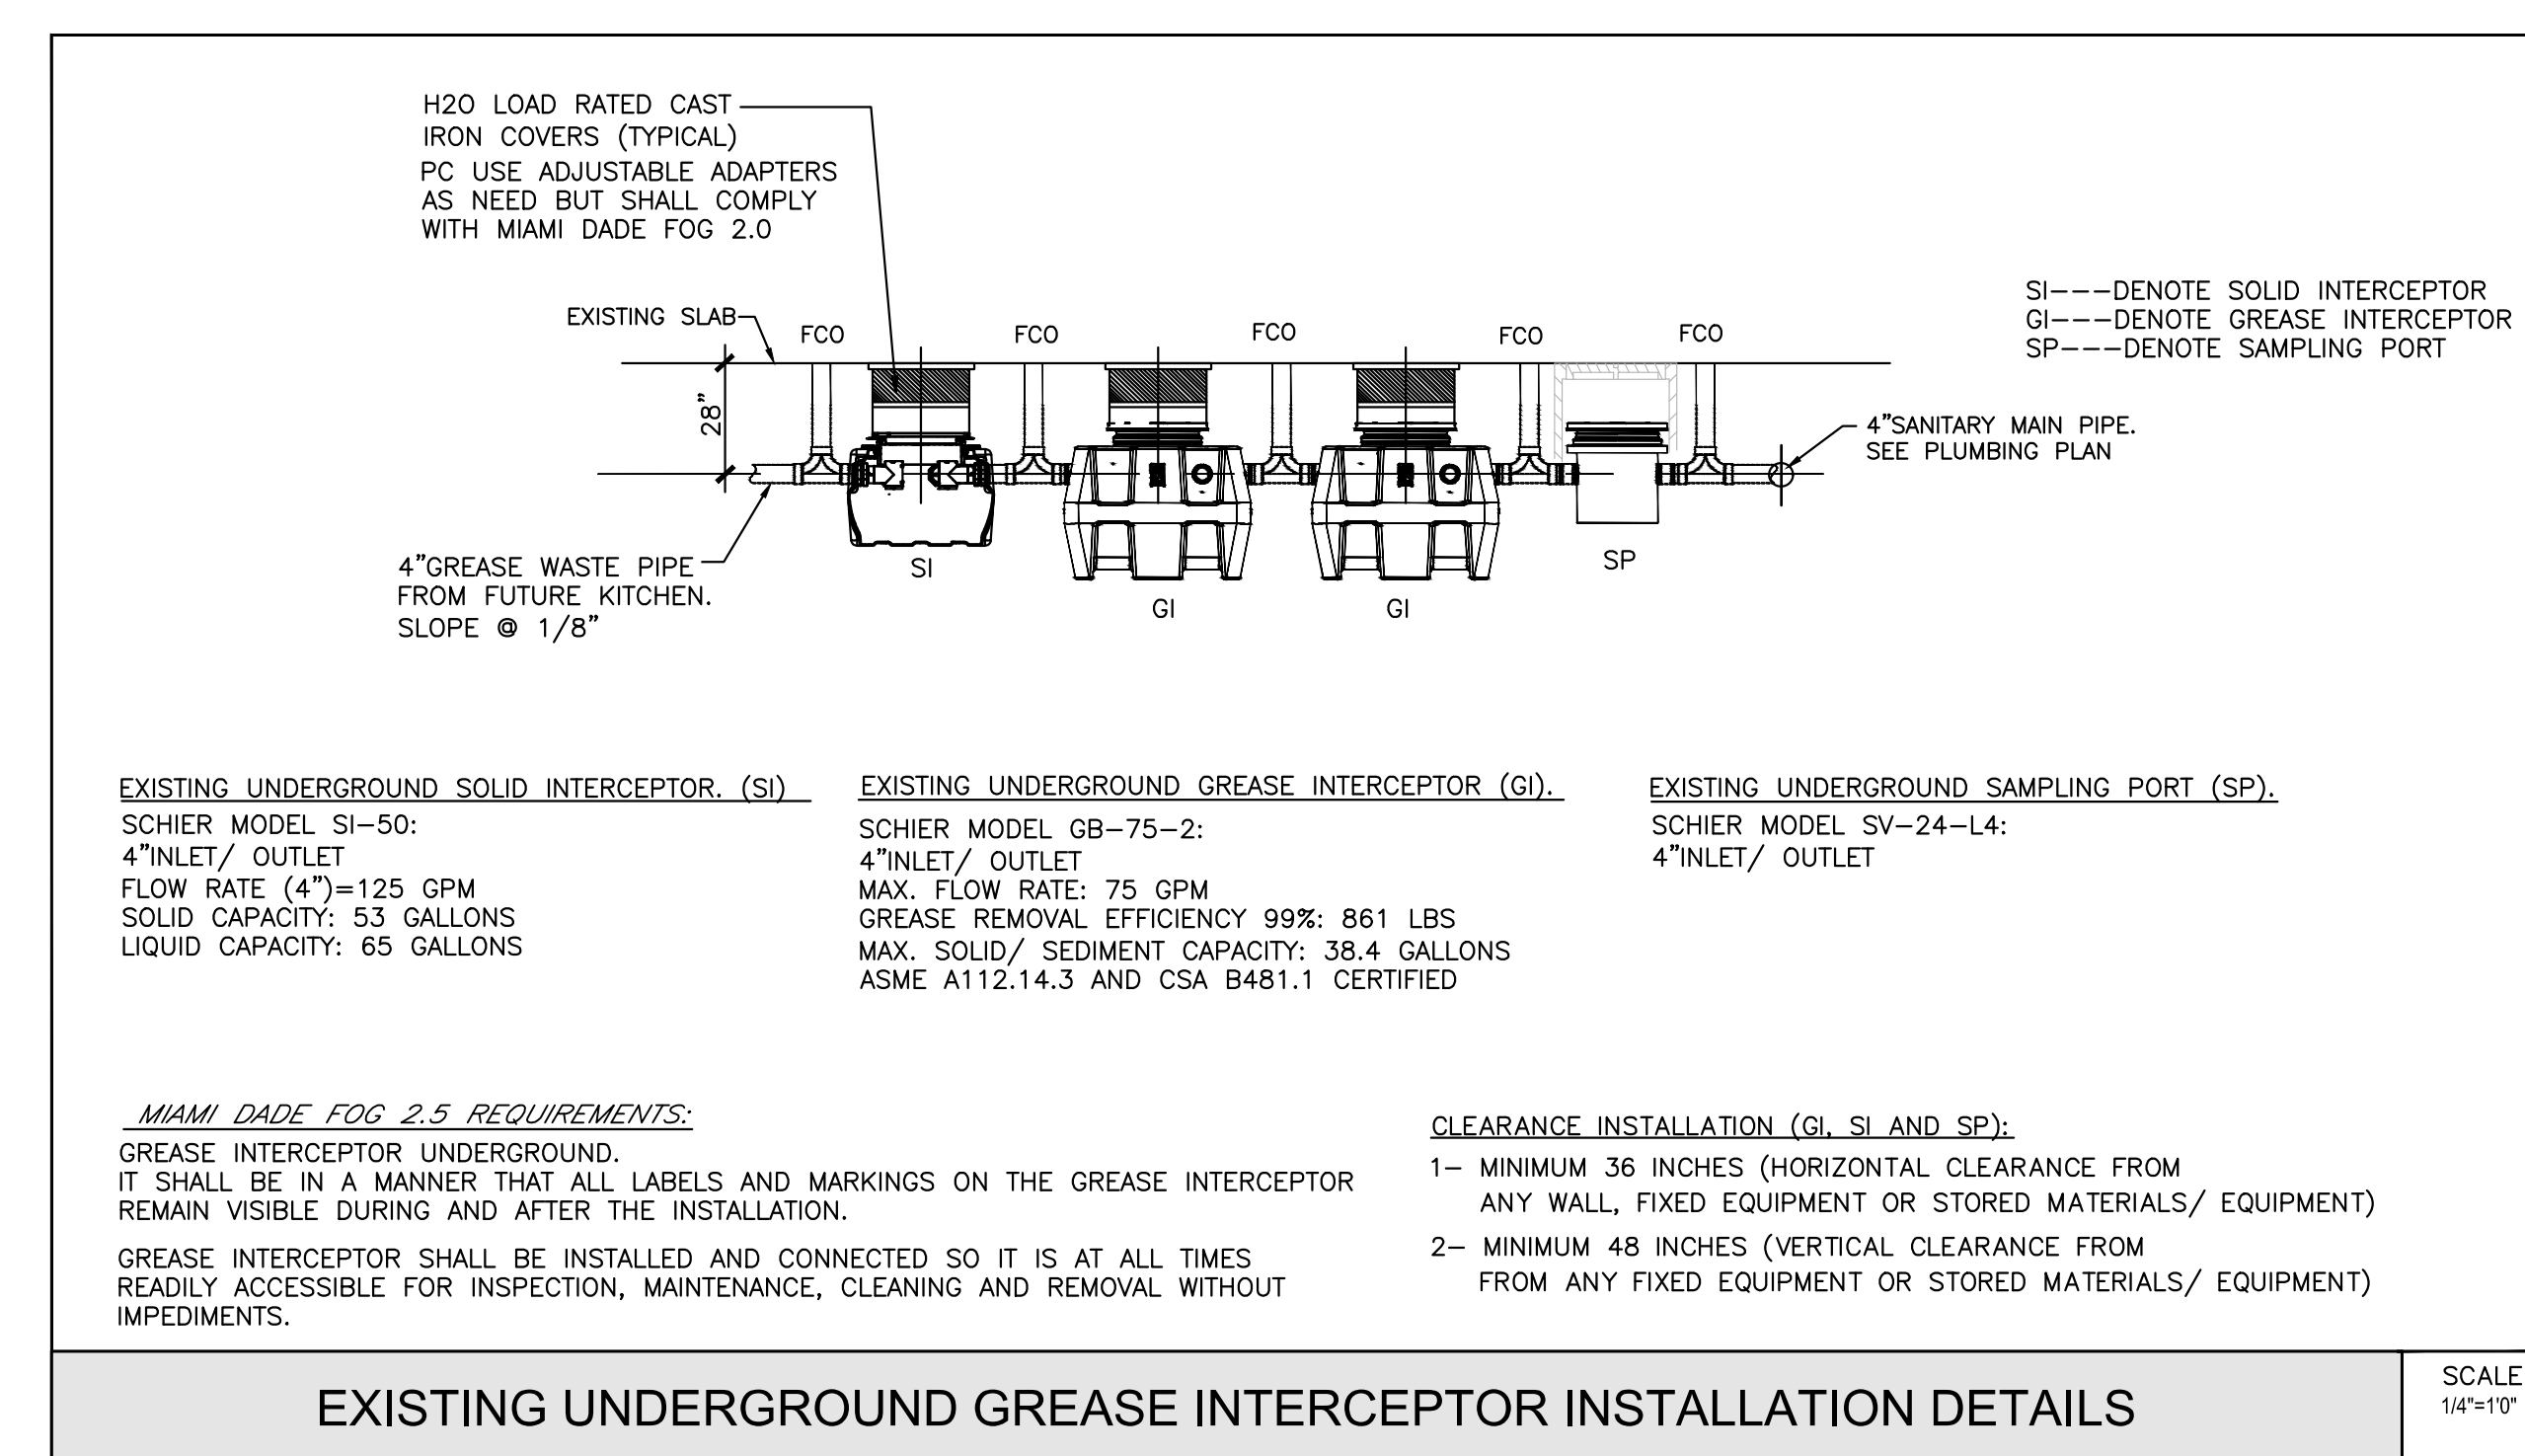 H2O LOAD RATED CAST
IRON COVERS (TYPICAL)
PC USE ADJUSTABLE ADAPTERS
AS NEED BUT SHALL COMPLY
WITH MIAMI DADE FOG 2.0
SI---DENOTE SOLID INTERCEPTOR
GI---DENOTE GREASE INTERCEPTOR
SP---DENOTE SAMPLING PORT
EXISTING SLAB
FCO
FCO
FCO
FCO
FCO
28"
4"SANITARY MAIN PIPE.
SEE PLUMBING PLAN
4"GREASE WASTE PIPE
FROM FUTURE KITCHEN.
SLOPE @ 1/8"
SI
GI
GI
SP
EXISTING UNDERGROUND SOLID INTERCEPTOR. (SI)
SCHIER MODEL SI-50:
4"INLET/ OUTLET
FLOW RATE (4")=125 GPM
SOLID CAPACITY: 53 GALLONS
LIQUID CAPACITY: 65 GALLONS
EXISTING UNDERGROUND GREASE INTERCEPTOR (GI).
SCHIER MODEL GB-75-2:
4"INLET/ OUTLET
MAX. FLOW RATE: 75 GPM
GREASE REMOVAL EFFICIENCY 99%: 861 LBS
MAX. SOLID/ SEDIMENT CAPACITY: 38.4 GALLONS
ASME A112.14.3 AND CSA B481.1 CERTIFIED
EXISTING UNDERGROUND SAMPLING PORT (SP).
SCHIER MODEL SV-24-L4:
4"INLET/ OUTLET
MIAMI DADE FOG 2.5 REQUIREMENTS:
GREASE INTERCEPTOR UNDERGROUND.
IT SHALL BE IN A MANNER THAT ALL LABELS AND MARKINGS ON THE GREASE INTERCEPTOR
REMAIN VISIBLE DURING AND AFTER THE INSTALLATION.
GREASE INTERCEPTOR SHALL BE INSTALLED AND CONNECTED SO IT IS AT ALL TIMES
READILY ACCESSIBLE FOR INSPECTION, MAINTENANCE, CLEANING AND REMOVAL WITHOUT
IMPEDIMENTS.
CLEARANCE INSTALLATION (GI, SI AND SP):
1- MINIMUM 36 INCHES (HORIZONTAL CLEARANCE FROM
ANY WALL, FIXED EQUIPMENT OR STORED MATERIALS/ EQUIPMENT)
2- MINIMUM 48 INCHES (VERTICAL CLEARANCE FROM
FROM ANY FIXED EQUIPMENT OR STORED MATERIALS/ EQUIPMENT)
EXISTING UNDERGROUND GREASE INTERCEPTOR INSTALLATION DETAILS
SCALE
1/4"=1'0"